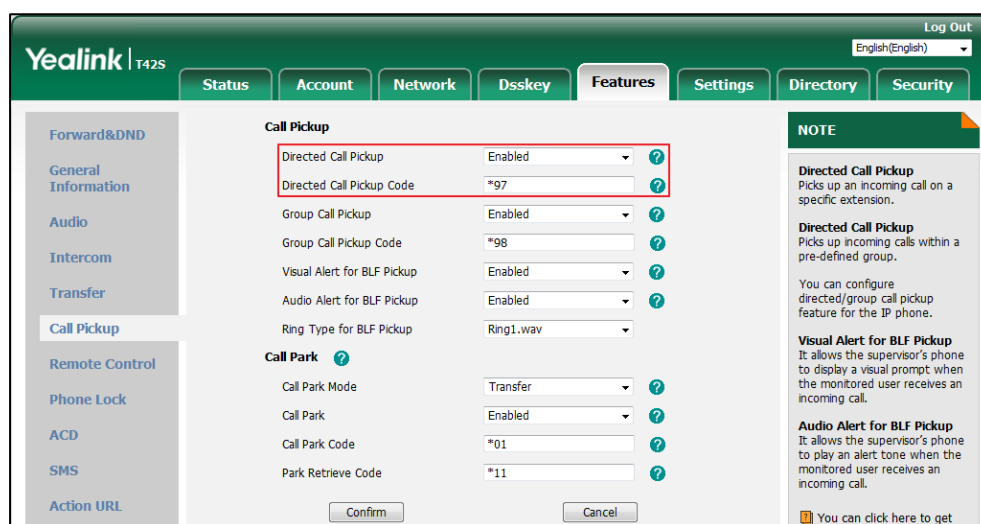 Log Out
Yealink | T42S
English(English)
Status
Account
Network
Dsskey
Features
Settings
Directory
Security
Forward&DND
General
Information
Audio
Intercom
Transfer
Call Pickup
Remote Control
Phone Lock
ACD
SMS
Action URL
Call Pickup
Directed Call Pickup Enabled ?
Directed Call Pickup Code *97 ?
Group Call Pickup Enabled ?
Group Call Pickup Code *98 ?
Visual Alert for BLF Pickup Enabled ?
Audio Alert for BLF Pickup Enabled ?
Ring Type for BLF Pickup Ring1.wav
Call Park ?
Call Park Mode Transfer ?
Call Park Enabled ?
Call Park Code *01 ?
Park Retrieve Code *11 ?
Confirm
Cancel
NOTE
Directed Call Pickup
Picks up an incoming call on a
specific extension.
Directed Call Pickup
Picks up incoming calls within a
pre-defined group.
You can configure
directed/group call pickup
feature for the IP phone.
Visual Alert for BLF Pickup
It allows the supervisor's phone
to display a visual prompt when
the monitored user receives an
incoming call.
Audio Alert for BLF Pickup
It allows the supervisor's phone
to play an alert tone when the
monitored user receives an
incoming call.
? You can click here to get